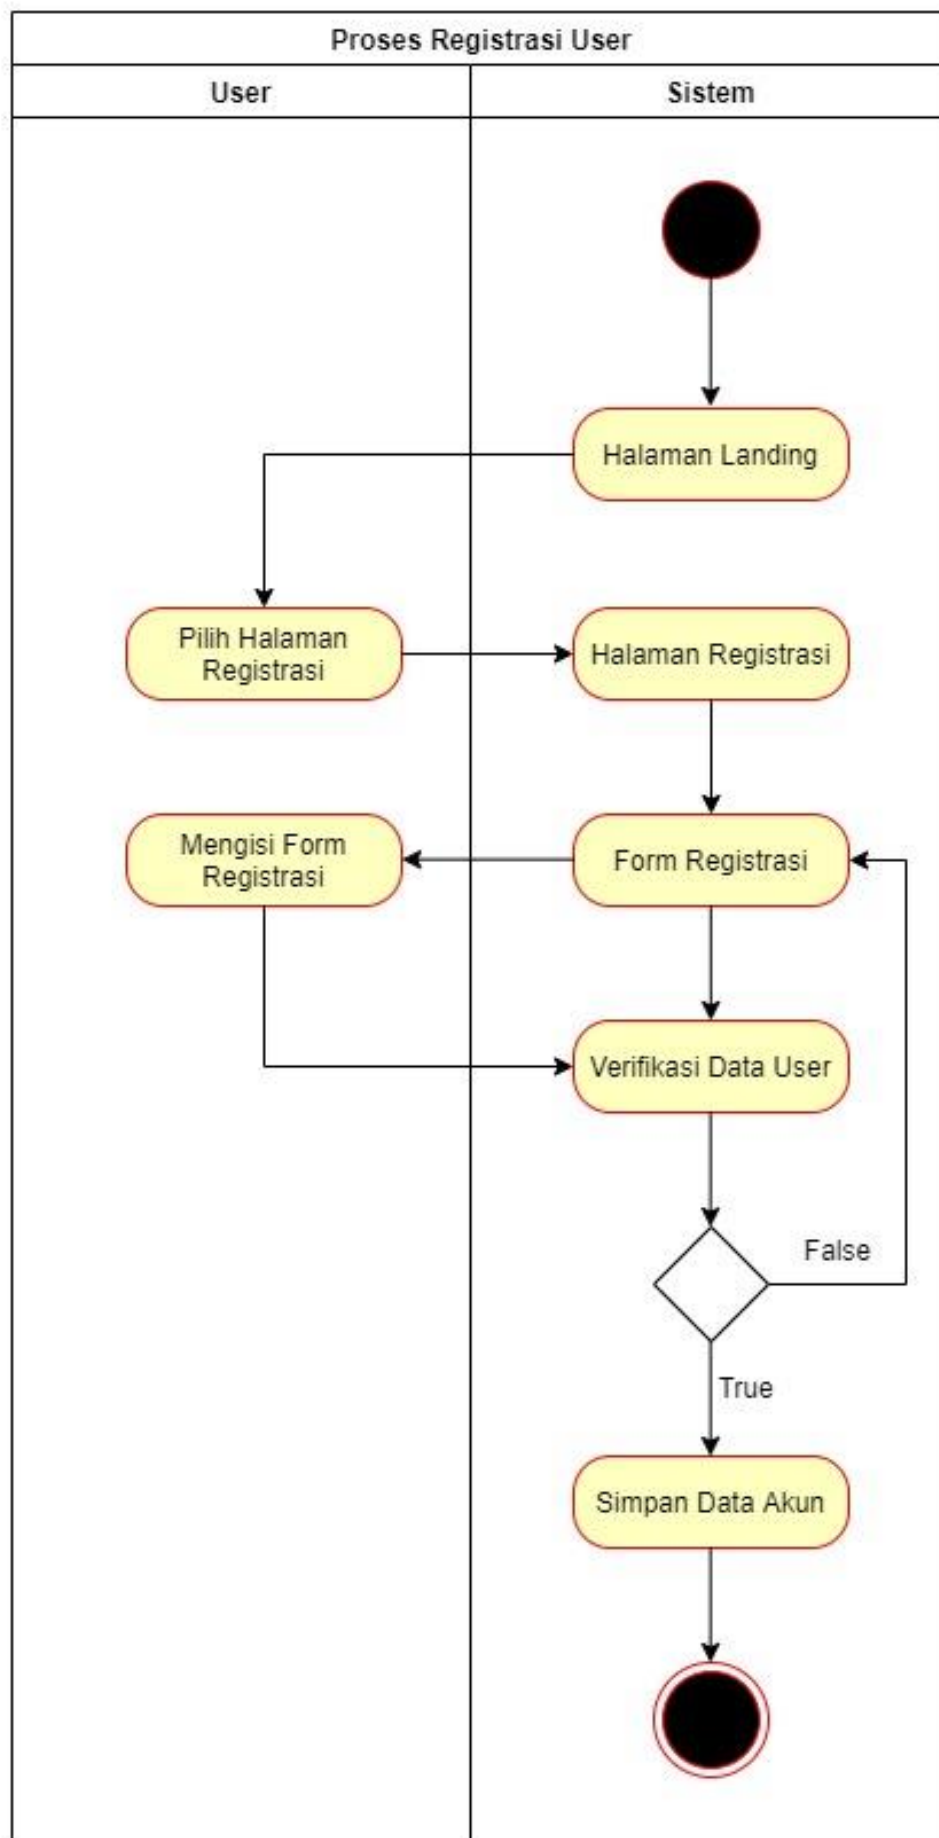 Proses Registrasi User
User
Sistem
Halaman Landing
Pilih Halaman
Registrasi
Halaman Registrasi
Mengisi Form
Registrasi
Form Registrasi
Verifikasi Data User
False
True
Simpan Data Akun